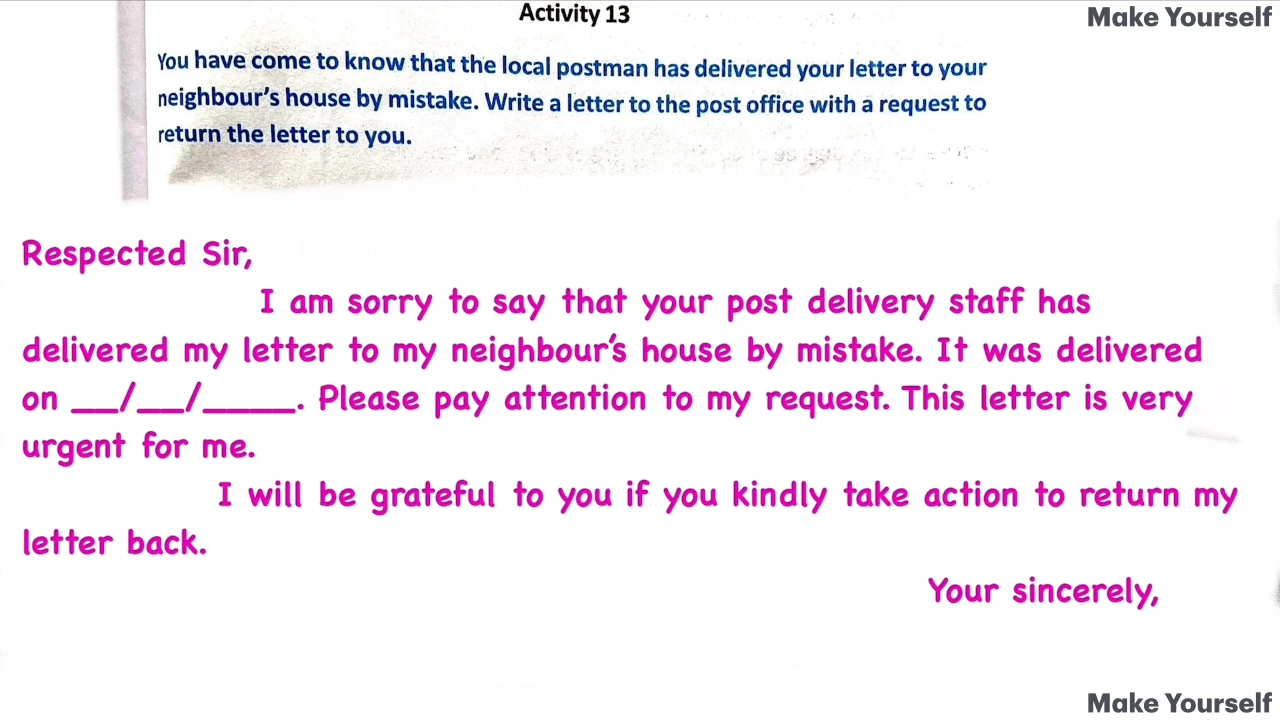 Activity 13
Make Yourself
You have come to know that the local postman has delivered your letter to your
neighbour's house by mistake. Write a letter to the post office with a request to
return the letter to you.
Respected Sir,
I am sorry to say that your post delivery staff has
delivered my letter to my neighbour's house by mistake. It was delivered
on __/__/____. Please pay attention to my request. This letter is very
urgent for me.
I will be grateful to you if you kindly take action to return my
letter back.
Your sincerely,
Make Yourself